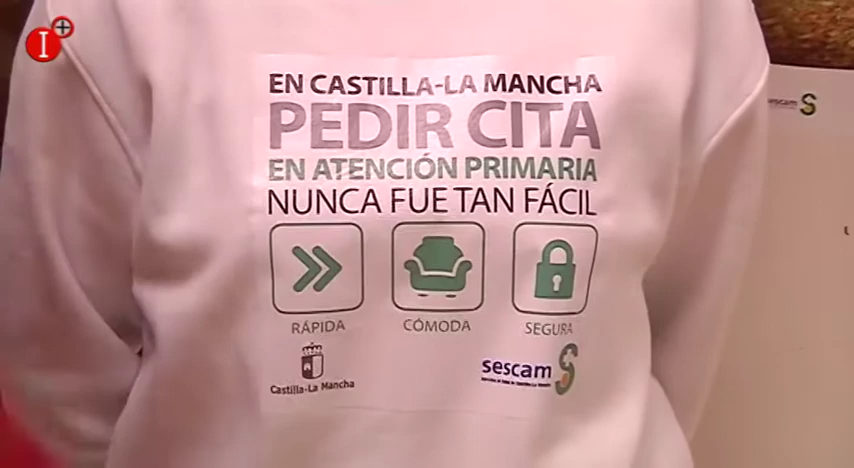 I+
EN CASTILLA-LA MANCHA
PEDIR CITA
EN ATENCIÓN PRIMARIA
NUNCA FUE TAN FÁCIL
RÁPIDA CÓMODA SEGURA
Castilla-La Mancha
sescam
sescam